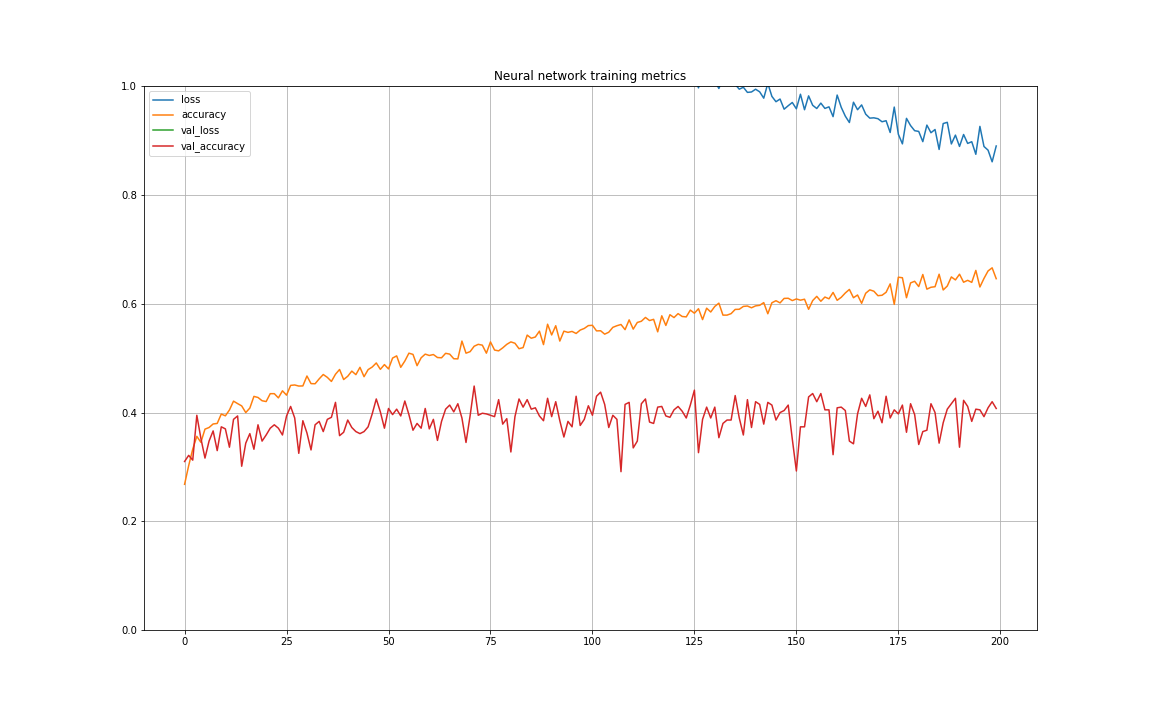 Neural network training metrics
1.0
loss
accuracy
val_loss
val_accuracy
0.8
0.6
0.4
0.2
0.0
0 25 50 75 100 125 150 175 200